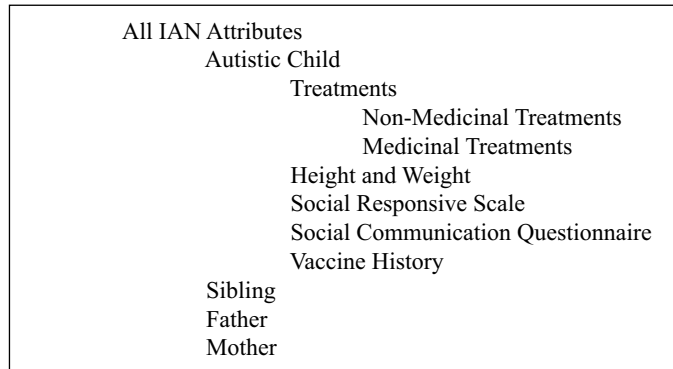 All IAN Attributes
Autistic Child
Treatments
Non-Medicinal Treatments
Medicinal Treatments
Height and Weight
Social Responsive Scale
Social Communication Questionnaire
Vaccine History
Sibling
Father
Mother